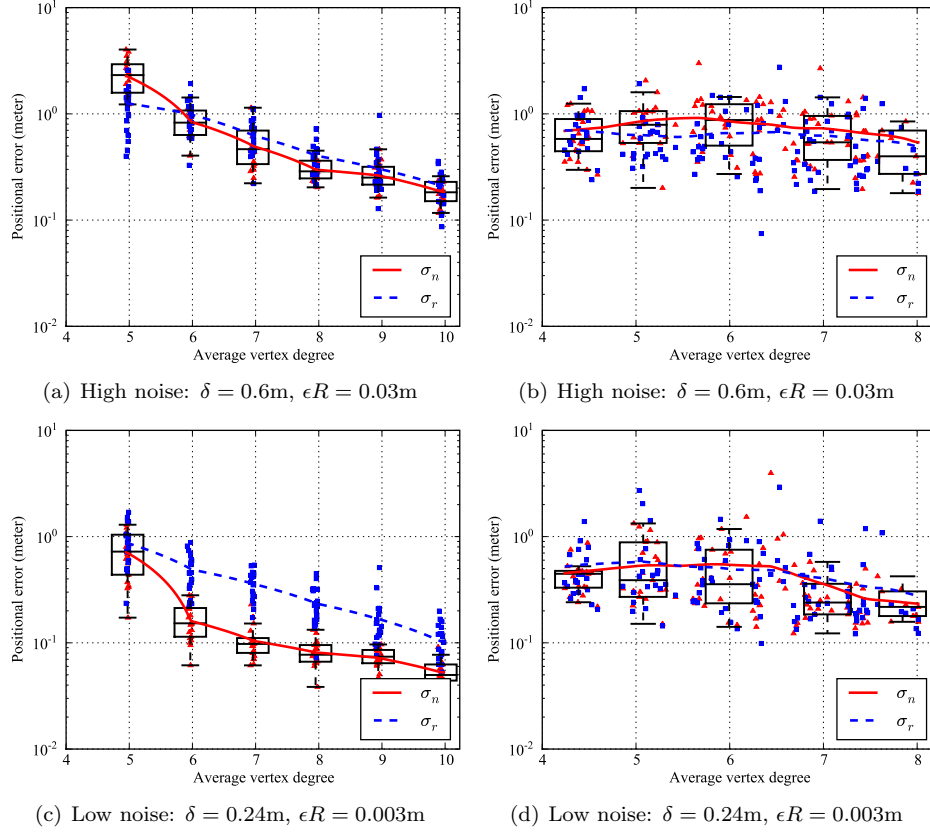 10^1
10^0
10^-1
10^-2
Positional error (meter)
4 5 6 7 8 9 10
Average vertex degree
σ_n
σ_r
(a) High noise: δ = 0.6m, ϵR = 0.03m
10^1
10^0
10^-1
10^-2
Positional error (meter)
4 5 6 7 8
Average vertex degree
σ_n
σ_r
(b) High noise: δ = 0.6m, ϵR = 0.03m
10^1
10^0
10^-1
10^-2
Positional error (meter)
4 5 6 7 8 9 10
Average vertex degree
σ_n
σ_r
(c) Low noise: δ = 0.24m, ϵR = 0.003m
10^1
10^0
10^-1
10^-2
Positional error (meter)
4 5 6 7 8
Average vertex degree
σ_n
σ_r
(d) Low noise: δ = 0.24m, ϵR = 0.003m